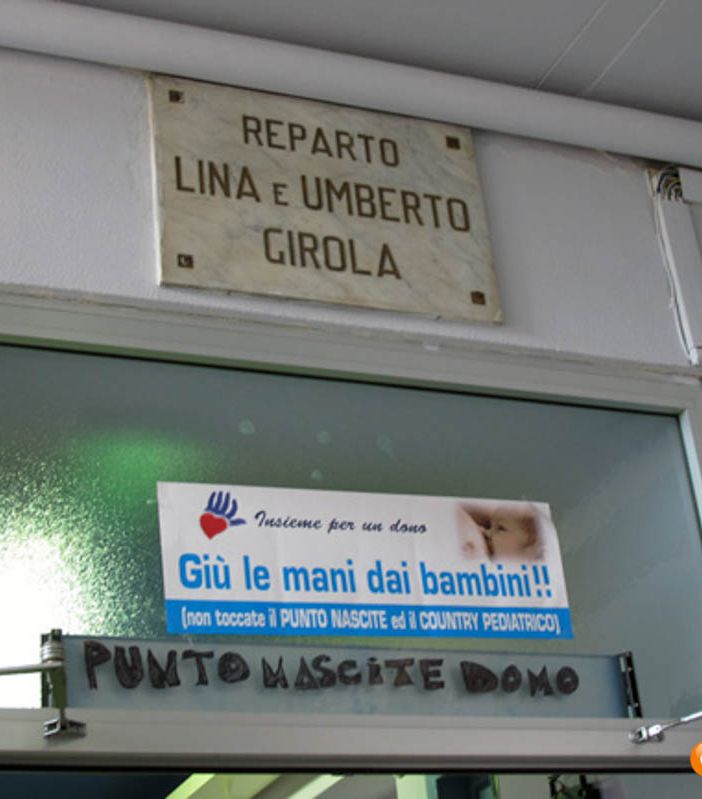 REPARTO
LINA E UMBERTO
GIROLA
Insieme per un dono
Giù le mani dai bambini!!
(non toccate il PUNTO NASCITE ed il COUNTRY PEDIATRICO)
PUNTO NASCITE DOMO